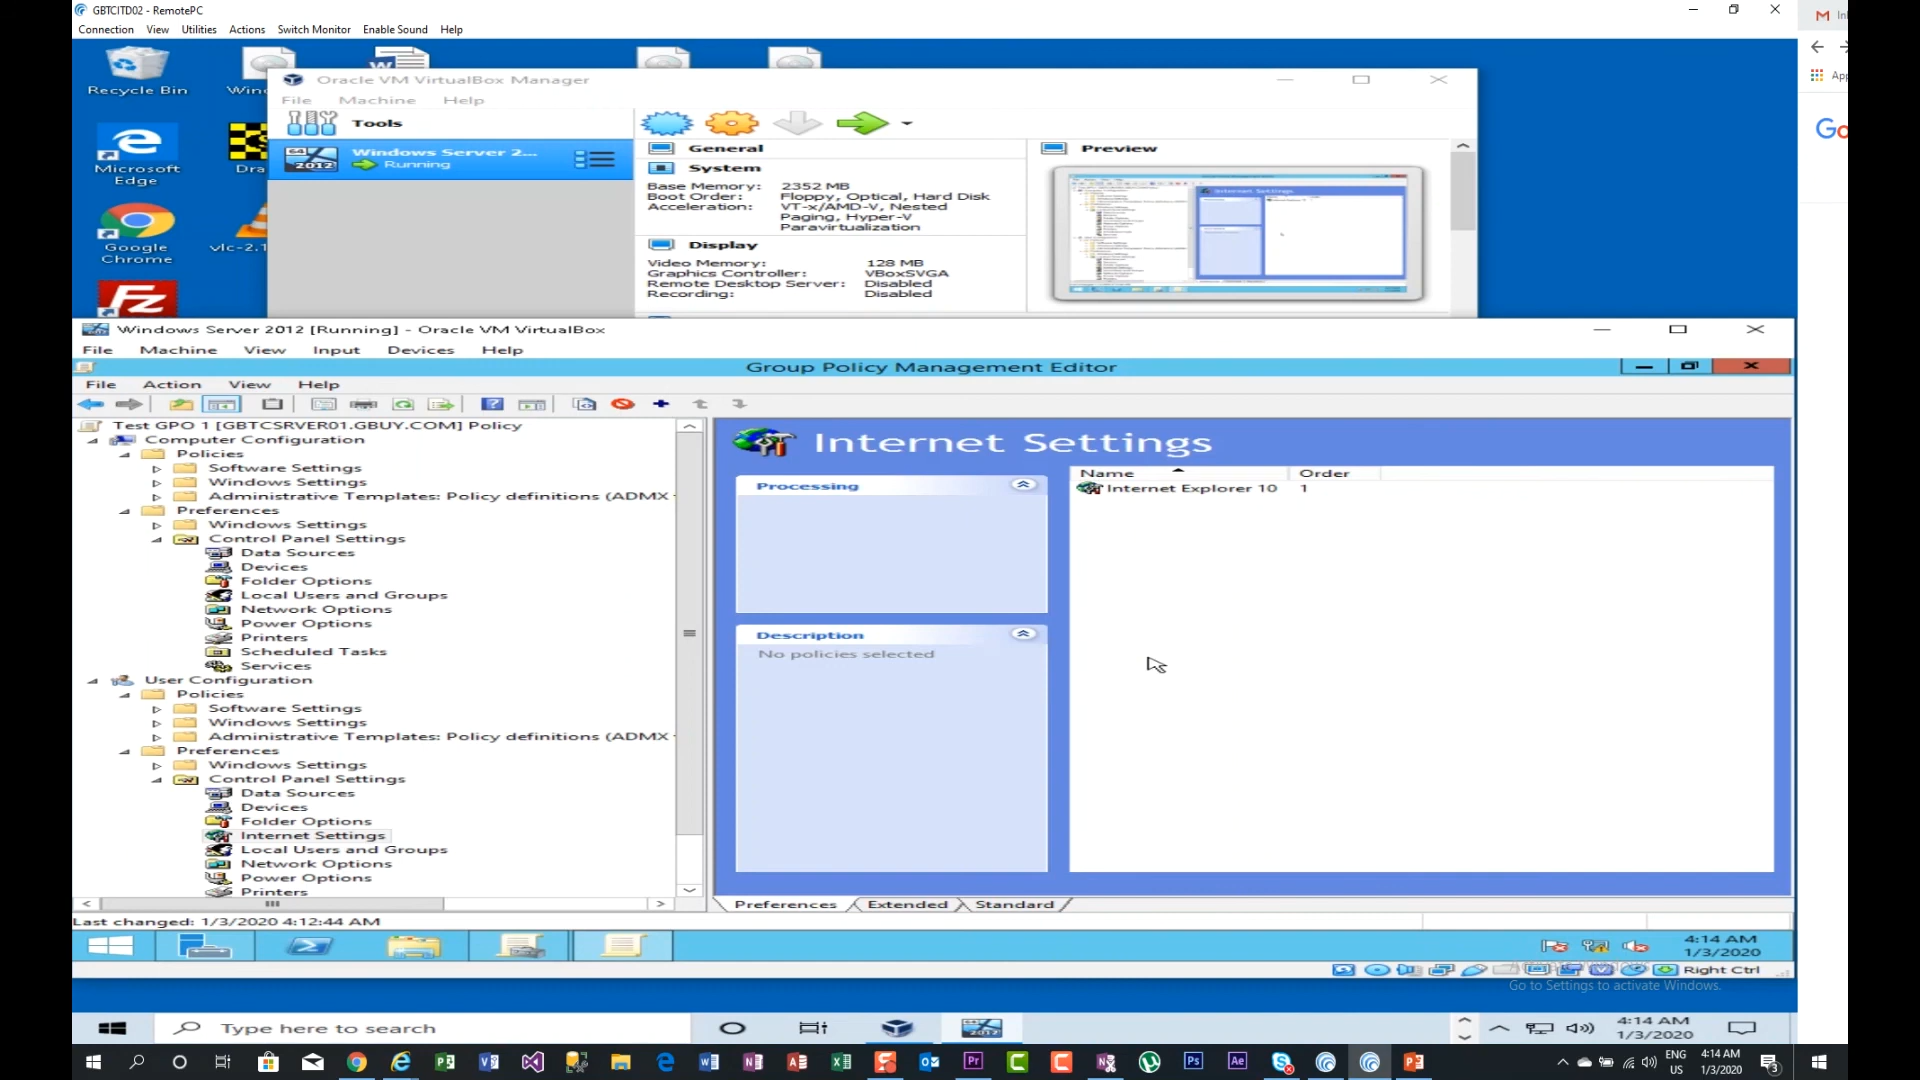 GBTCITD02 - RemotePC
Connection View Utilities Actions Switch Monitor Enable Sound Help
Recycle Bin
Microsoft Edge
Google Chrome
vlc-2.1
Oracle VM VirtualBox Manager
File Machine Help
Tools
Windows Server 2...
Running
General
System
Base Memory: 2352 MB
Boot Order: Floppy, Optical, Hard Disk
Acceleration: VT-x/AMD-V, Nested
Paging, Hyper-V
Paravirtualization
Display
Video Memory: 128 MB
Graphics Controller: VBoxSVGA
Remote Desktop Server: Disabled
Recording: Disabled
Preview
Internet Settings
Windows Server 2012 [Running] - Oracle VM VirtualBox
File Machine View Input Devices Help
Group Policy Management Editor
File Action View Help
Test GPO 1 [GBTCSRVER01.GBUY.COM] Policy
Computer Configuration
Policies
Software Settings
Windows Settings
Administrative Templates: Policy definitions (ADMX
Preferences
Windows Settings
Control Panel Settings
Data Sources
Devices
Folder Options
Local Users and Groups
Network Options
Power Options
Printers
Scheduled Tasks
Services
User Configuration
Policies
Software Settings
Windows Settings
Administrative Templates: Policy definitions (ADMX
Preferences
Windows Settings
Control Panel Settings
Data Sources
Devices
Folder Options
Internet Settings
Local Users and Groups
Network Options
Power Options
Printers
Internet Settings
Processing
Description
No policies selected
Name Order
Internet Explorer 10 1
Preferences Extended Standard
Last changed: 1/3/2020 4:12:44 AM
4:14 AM
1/3/2020
Right Ctrl
Activate Windows
Go to Settings to activate Windows.
Type here to search
4:14 AM
1/3/2020
ENG
US
4:14 AM
1/3/2020
3